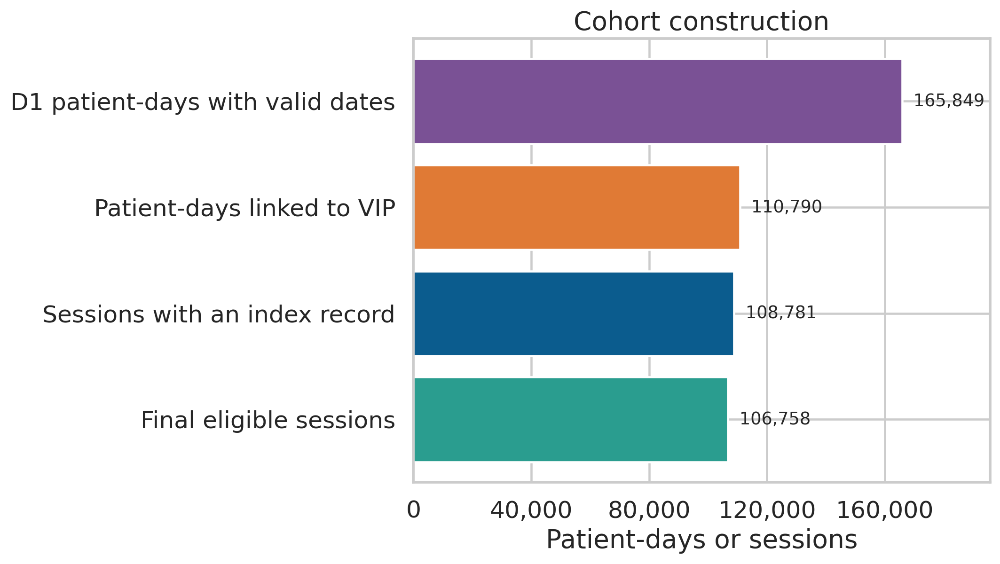 Cohort construction
D1 patient-days with valid dates
165,849
Patient-days linked to VIP
110,790
Sessions with an index record
108,781
Final eligible sessions
106,758
0 40,000 80,000 120,000 160,000
Patient-days or sessions